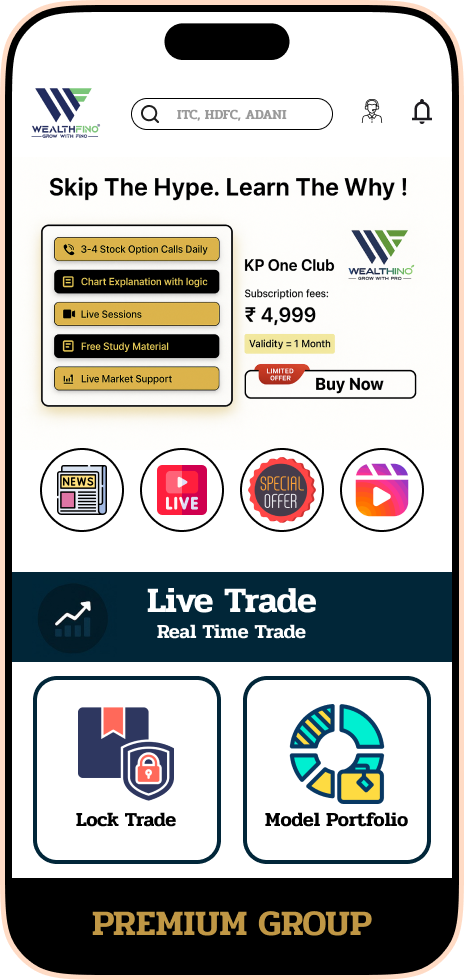 WEALTHFINO
GROW WITH FINO
ITC, HDFC, ADANI
Skip The Hype. Learn The Why !
3-4 Stock Option Calls Daily
Chart Explanation with logic
Live Sessions
Free Study Material
Live Market Support
WEALTHINO
GROW WITH PRO
KP One Club
Subscription fees:
₹ 4,999
Validity = 1 Month
LIMITED
OFFER
Buy Now
NEWS
LIVE
SPECIAL
OFFER
Live Trade
Real Time Trade
Lock Trade
Model Portfolio
PREMIUM GROUP